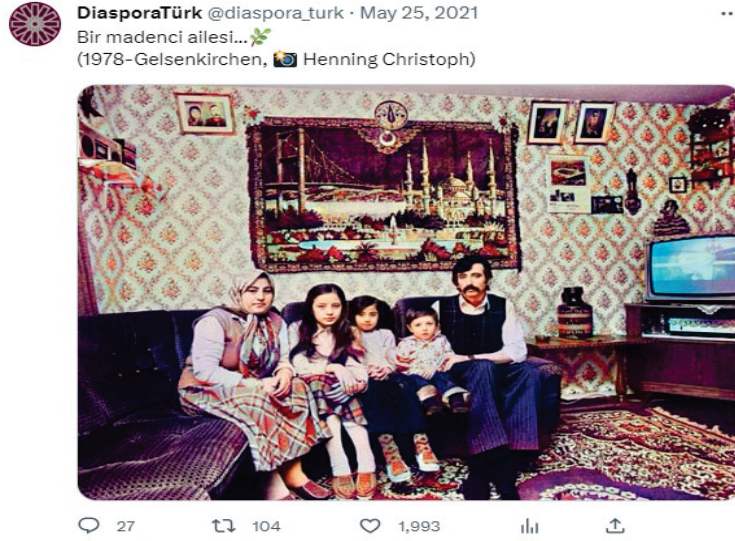 DiasporaTürk @diaspora_turk · May 25, 2021
Bir madenci ailesi...🌿
(1978-Gelsenkirchen, 📸 Henning Christoph)
27 104 1,993